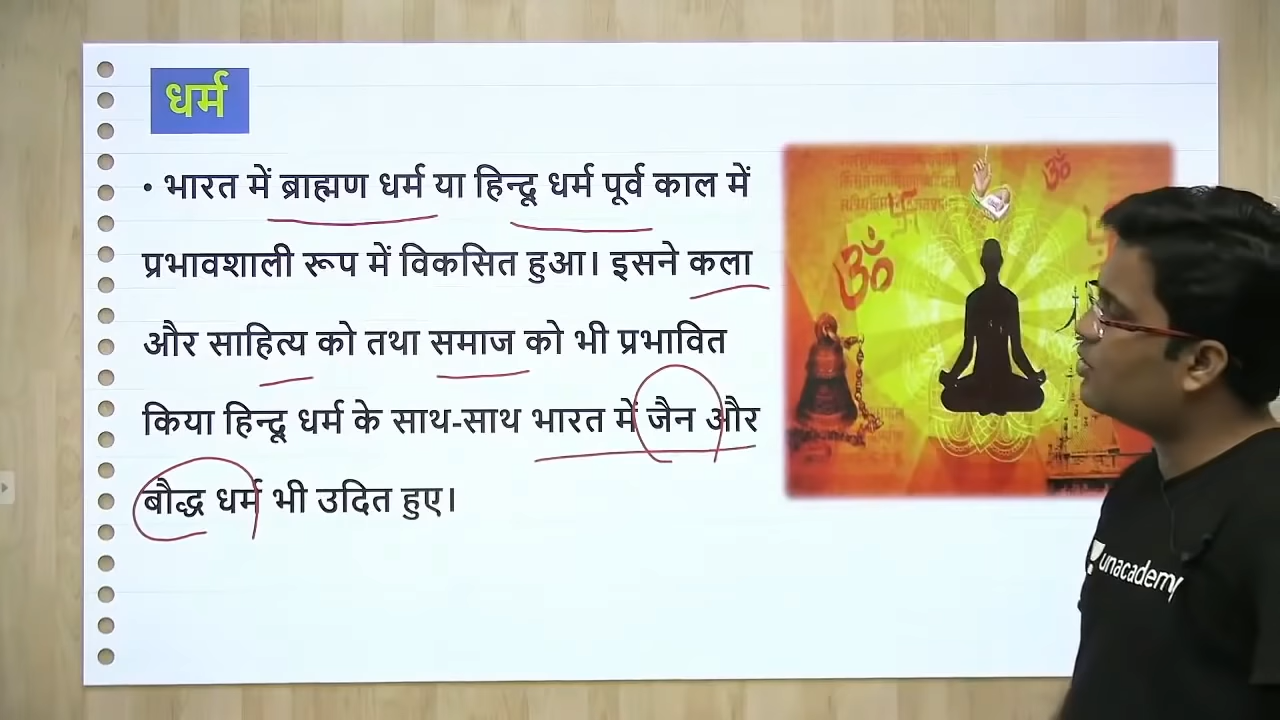 धर्म
• भारत में ब्राह्मण धर्म या हिन्दू धर्म पूर्व काल में
प्रभावशाली रूप में विकसित हुआ। इसने कला
और साहित्य को तथा समाज को भी प्रभावित
किया हिन्दू धर्म के साथ-साथ भारत में जैन और
बौद्ध धर्म भी उदित हुए।
ॐ
ॐ
unacademy